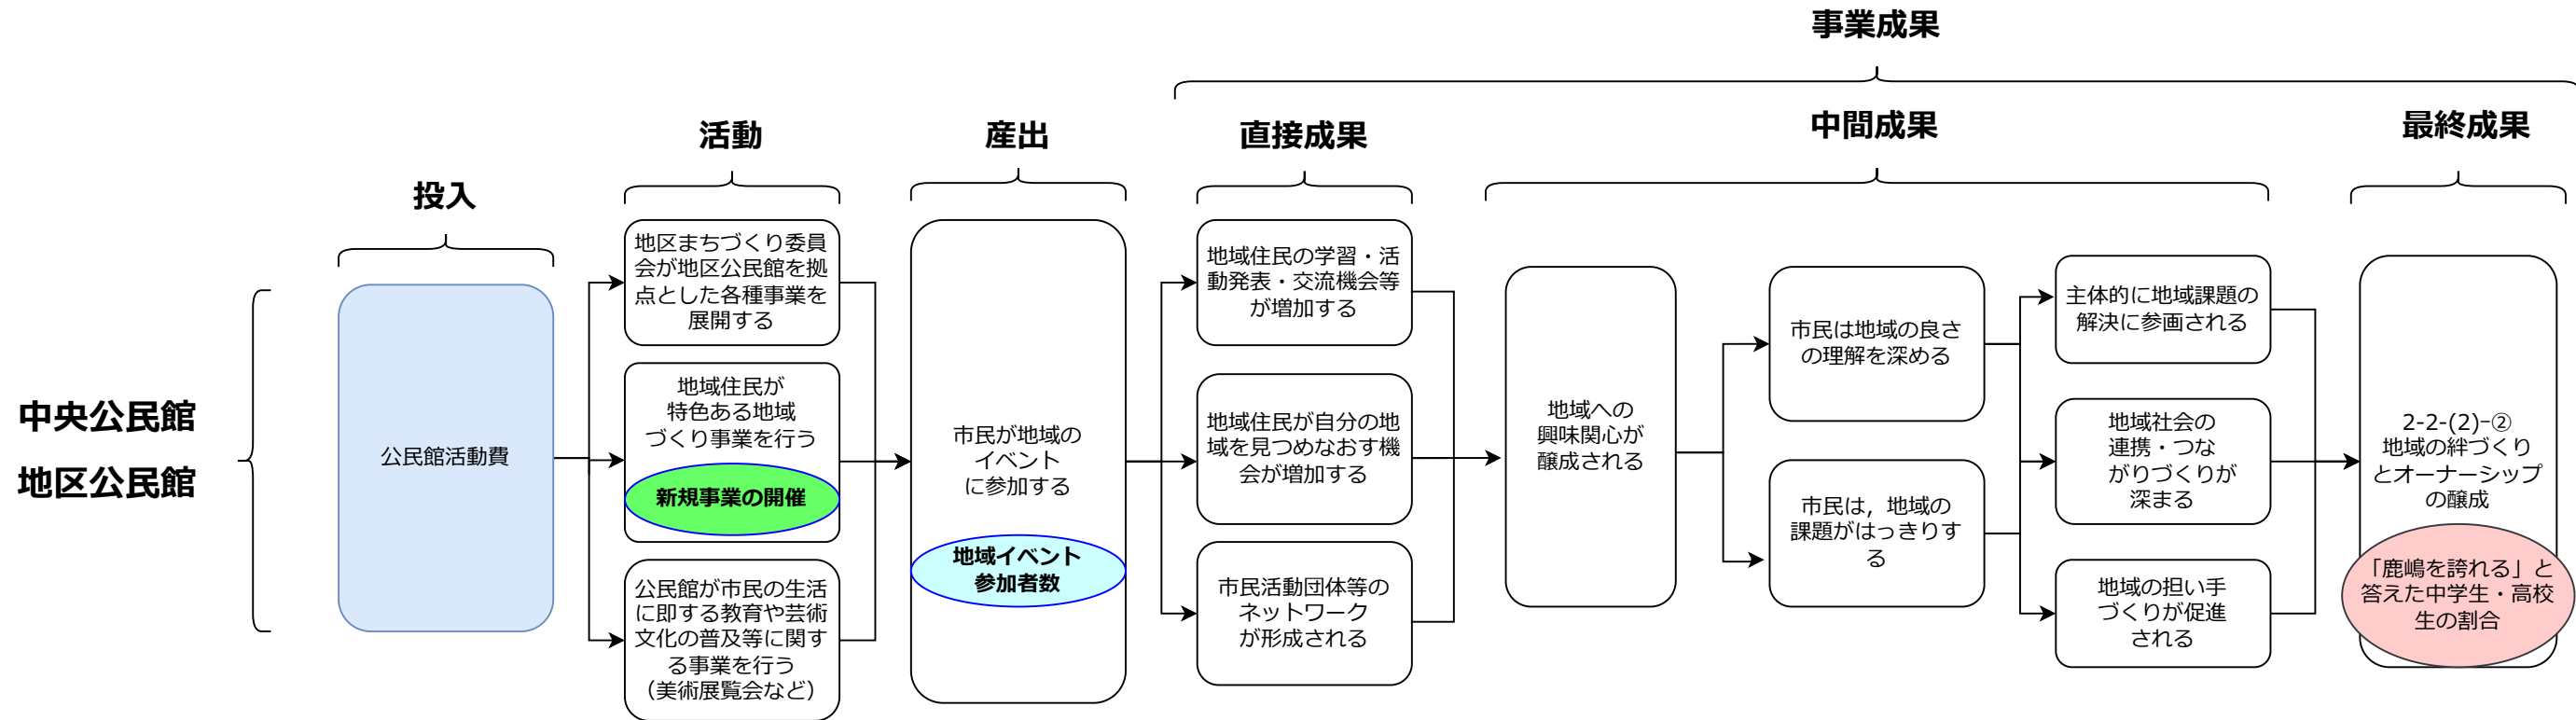 事業成果
活動
産出
直接成果
中間成果
最終成果
投入
中央公民館
地区公民館
公民館活動費
地区まちづくり委員
会が地区公民館を拠
点とした各種事業を
展開する
地域住民が
特色ある地域
づくり事業を行う
新規事業の開催
公民館が市民の生活
に即する教育や芸術
文化の普及等に関す
る事業を行う
（美術展覧会など）
市民が地域の
イベント
に参加する
地域イベント
参加者数
地域住民の学習・活
動発表・交流機会等
が増加する
地域住民が自分の地
域を見つめなおす機
会が増加する
市民活動団体等の
ネットワーク
が形成される
地域への
興味関心が
醸成される
市民は地域の良さ
の理解を深める
市民は，地域の
課題がはっきりす
る
主体的に地域課題の
解決に参画される
地域社会の
連携・つな
がりづくりが
深まる
地域の担い手
づくりが促進
される
2-2-(2)-②
地域の絆づくり
とオーナーシップ
の醸成
「鹿嶋を誇れる」と
答えた中学生・高校
生の割合